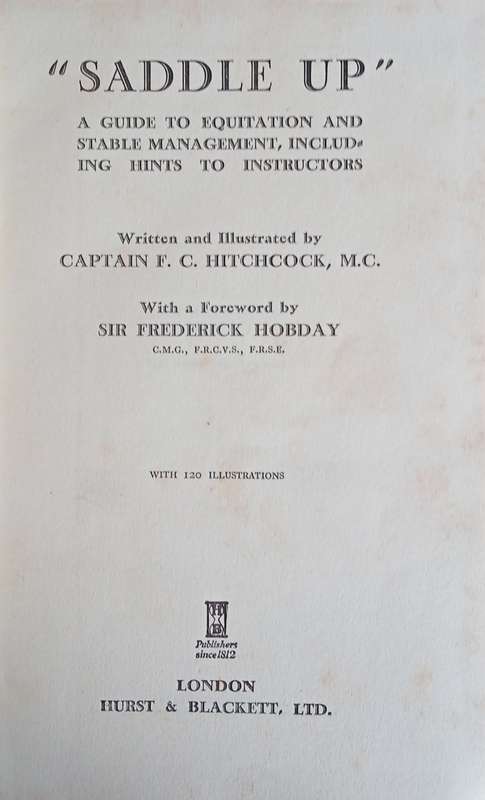 "SADDLE UP"
A GUIDE TO EQUITATION AND
STABLE MANAGEMENT, INCLUD-
ING HINTS TO INSTRUCTORS
Written and Illustrated by
CAPTAIN F. C. HITCHCOCK, M.C.
With a Foreword by
SIR FREDERICK HOBDAY
C.M.G., F.R.C.V.S., F.R.S.E.
WITH 120 ILLUSTRATIONS
H
B
Publishers
since 1812
LONDON
HURST & BLACKETT, LTD.